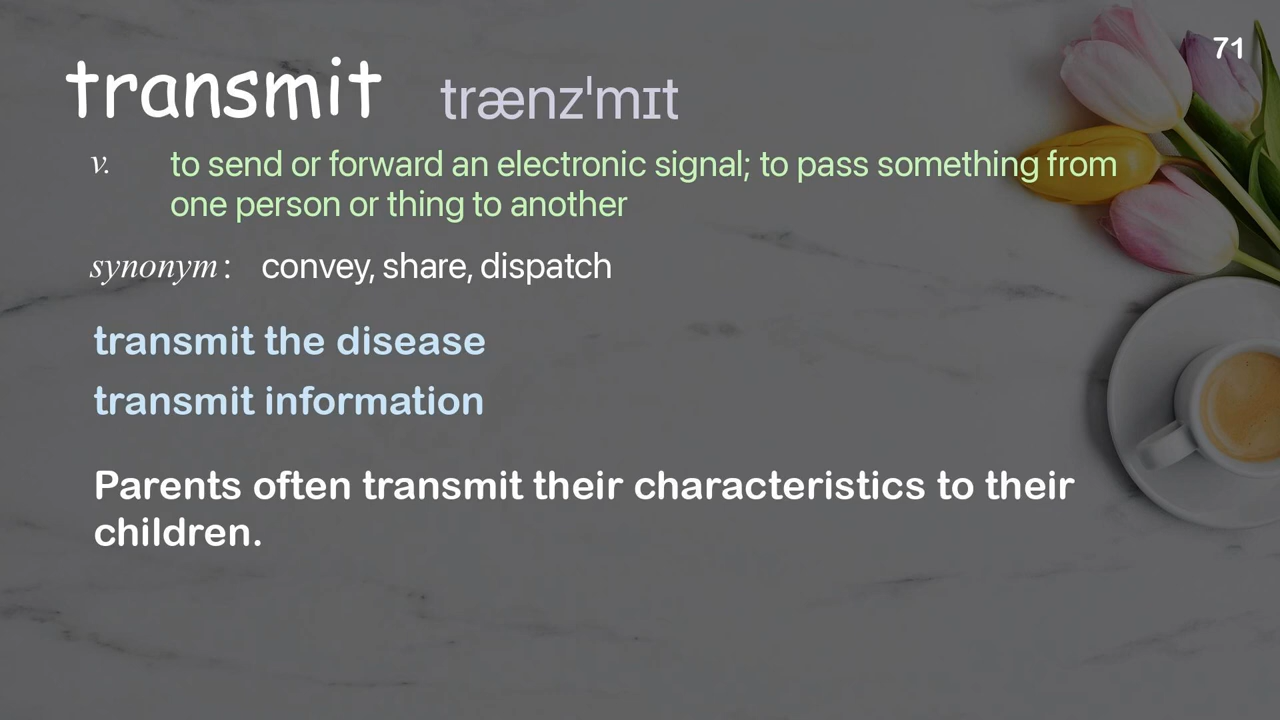 71
transmit trænzˈmɪt
v. to send or forward an electronic signal; to pass something from
one person or thing to another
synonym: convey, share, dispatch
transmit the disease
transmit information
Parents often transmit their characteristics to their
children.